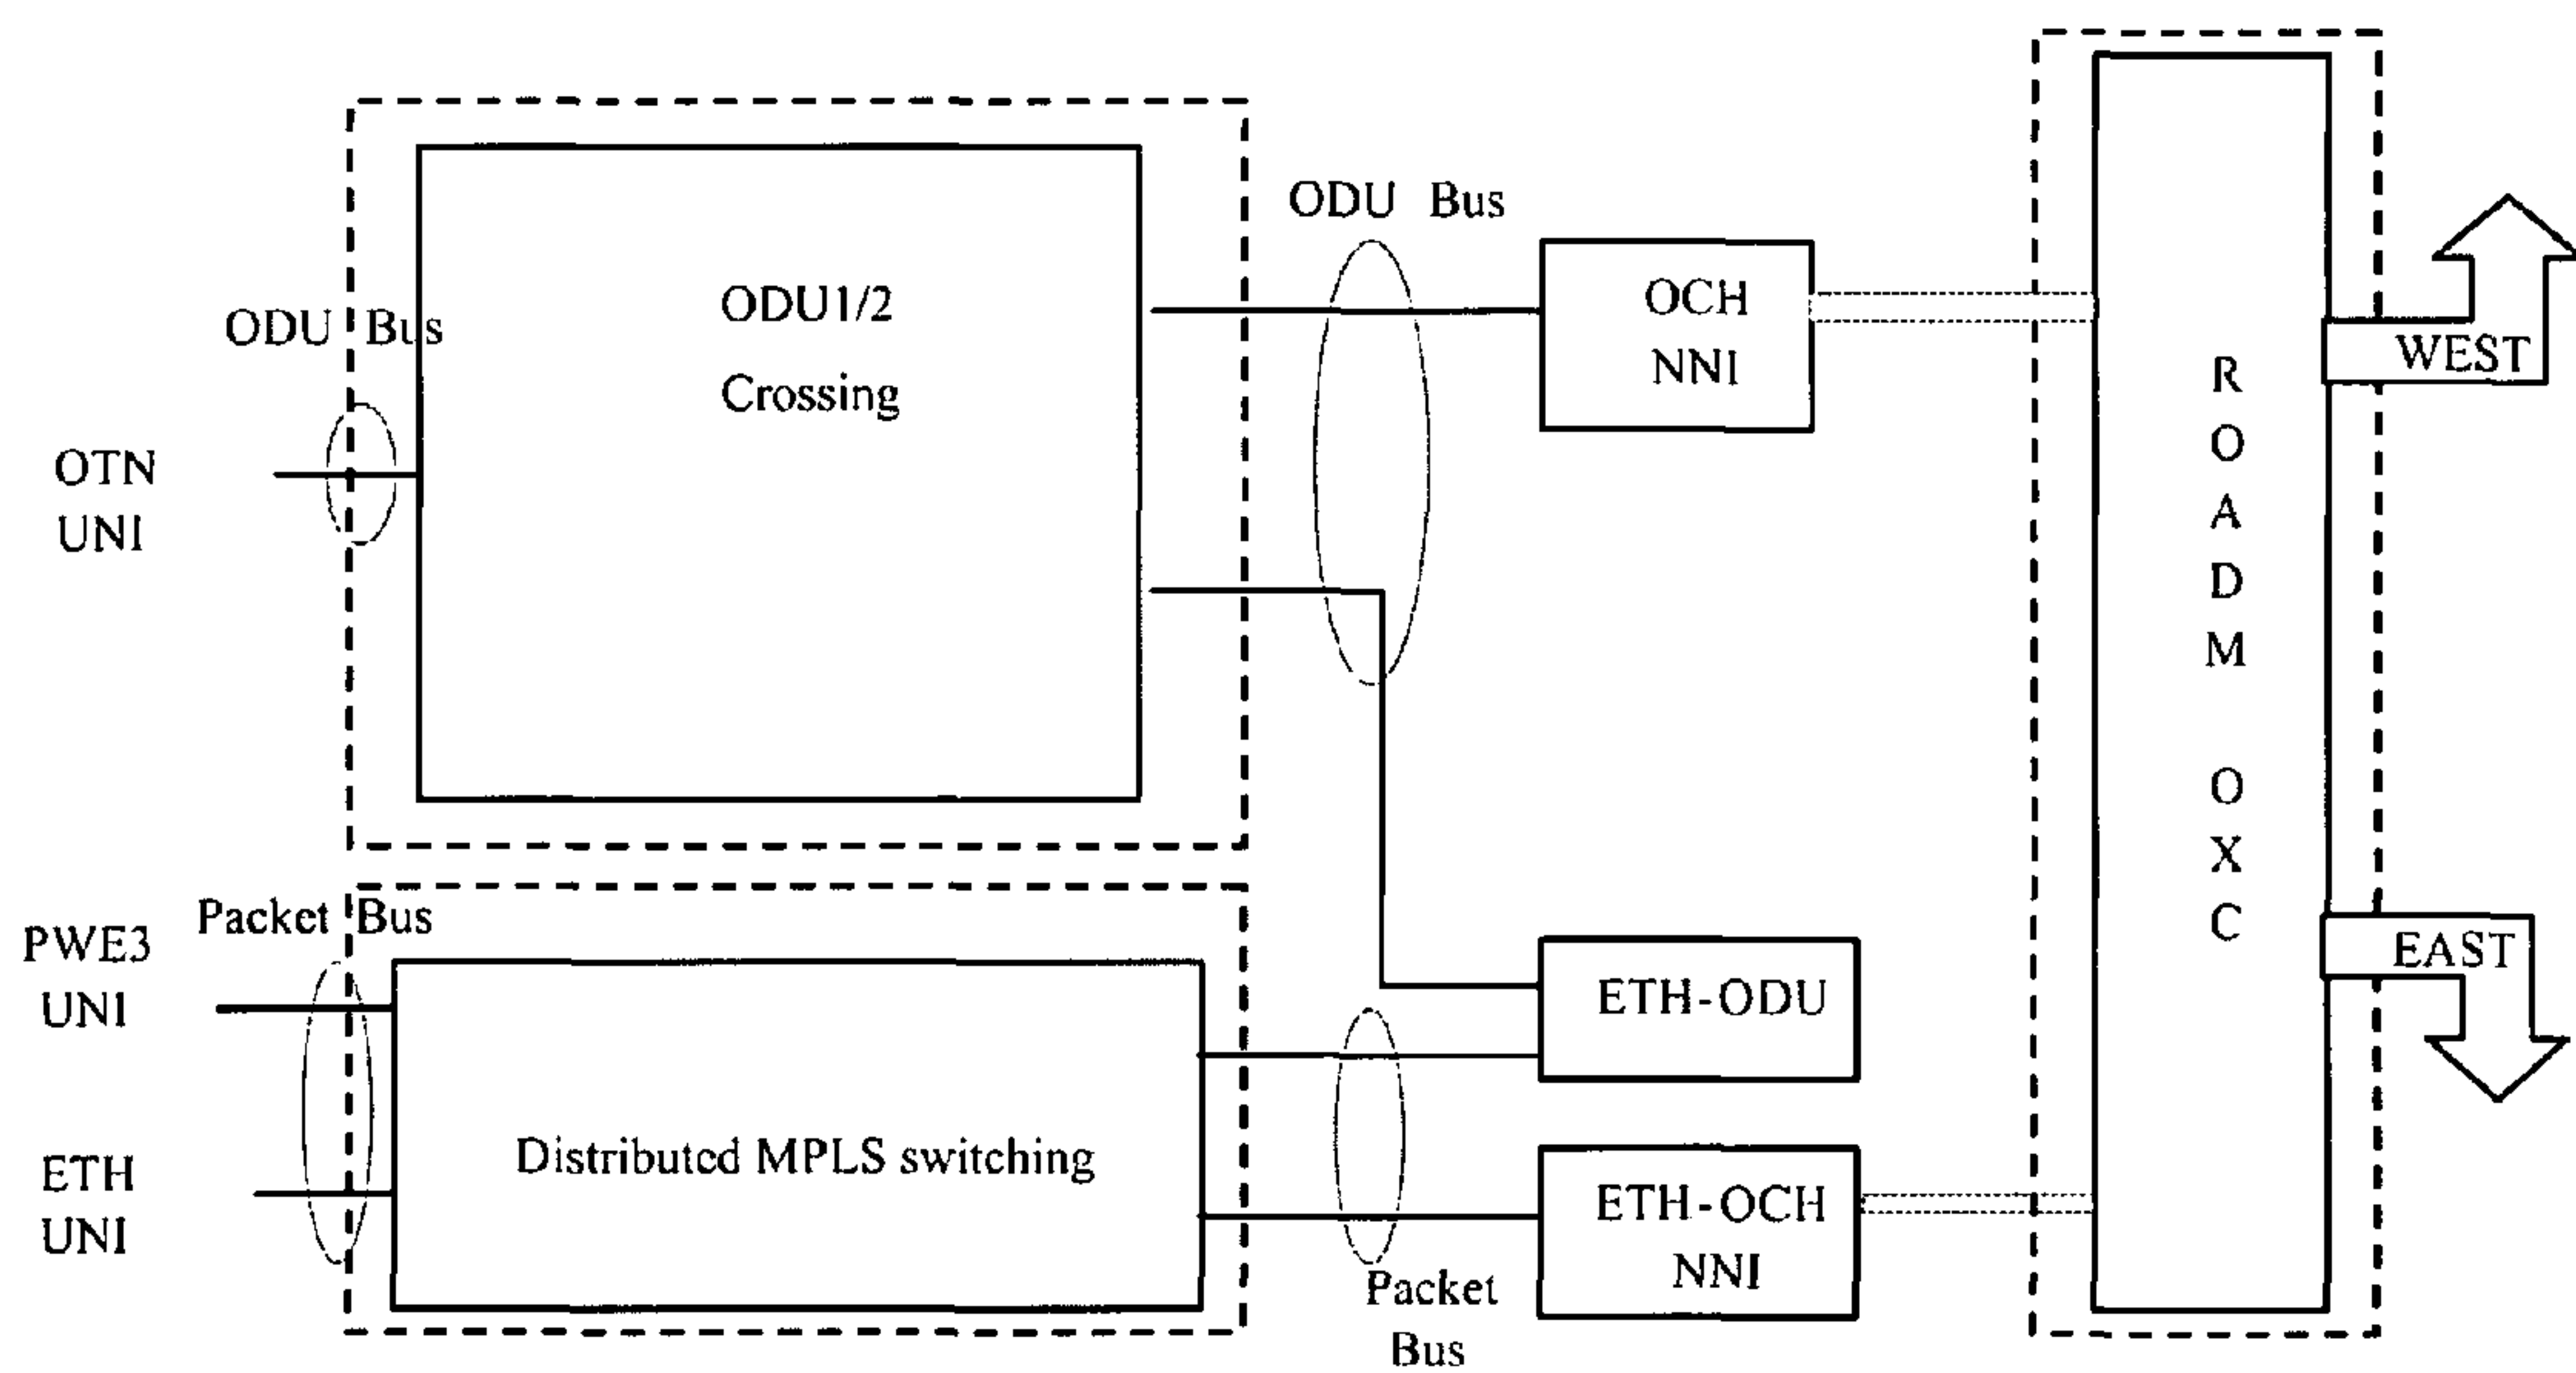 ODU Bus
ODU1/2
Crossing
ODU Bus
OTN
UNI
OCH
NNI
R
O
A
D
M
O
X
C
WEST
EAST
Packet Bus
PWE3
UNI
ETH
UNI
Distributed MPLS switching
ETH-ODU
ETH-OCH
NNI
Packet
Bus